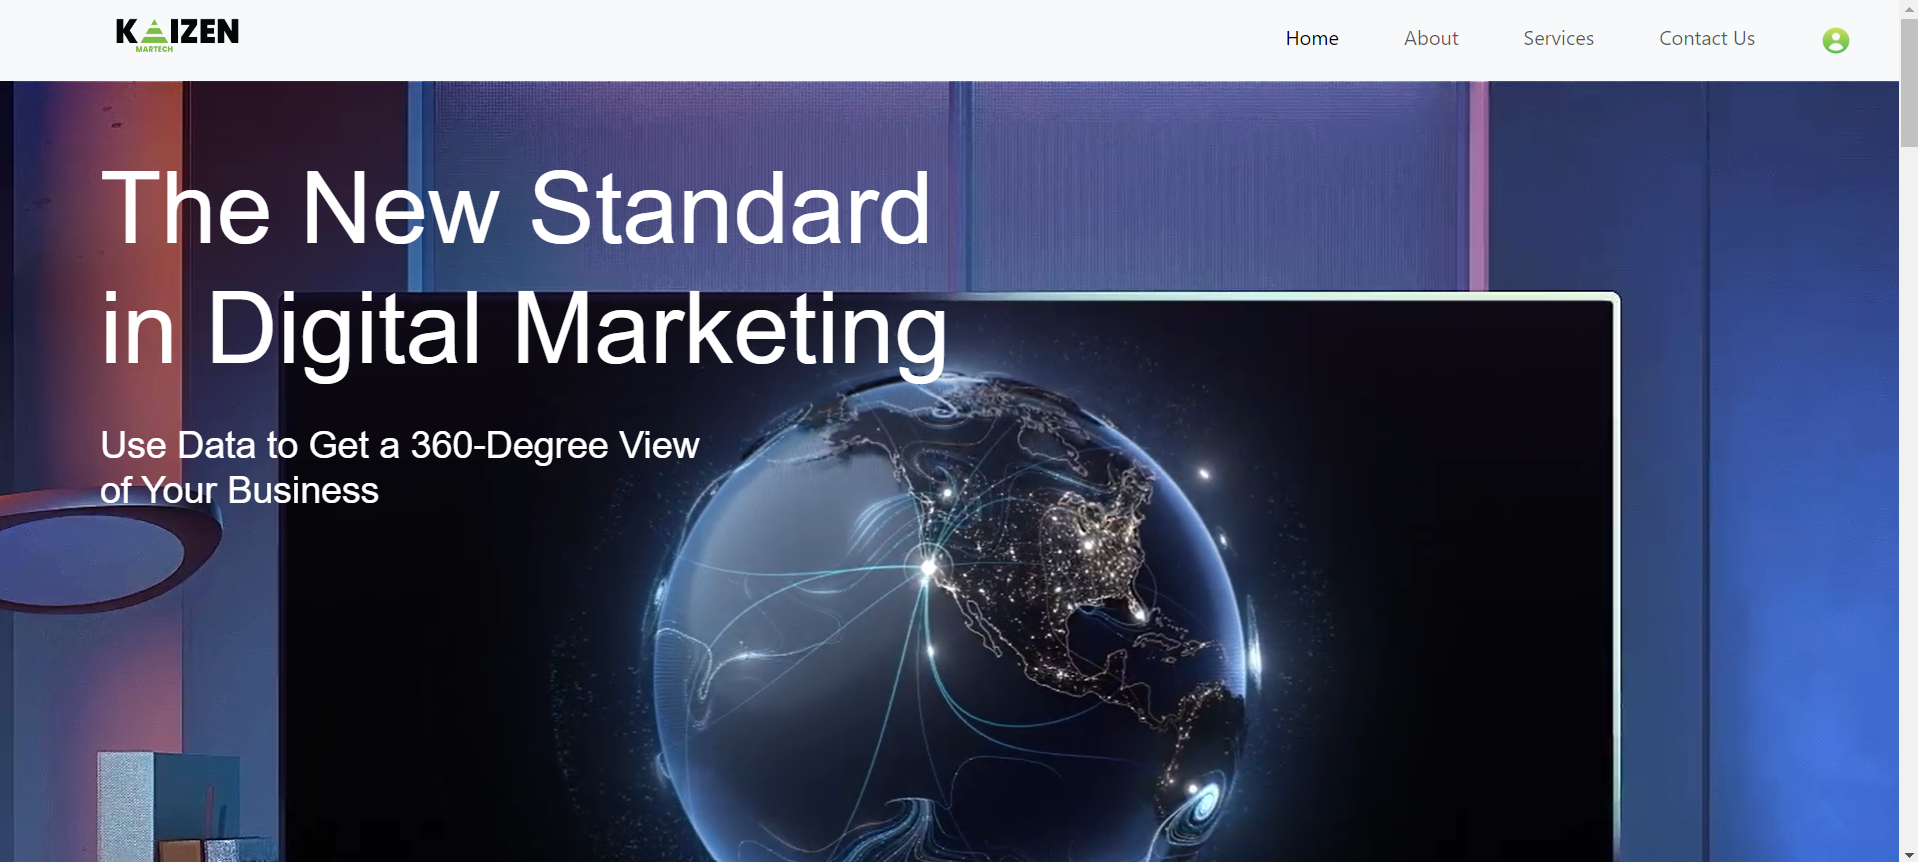 KAIZEN
MARTECH
Home About Services Contact Us
The New Standard
in Digital Marketing
Use Data to Get a 360-Degree View
of Your Business